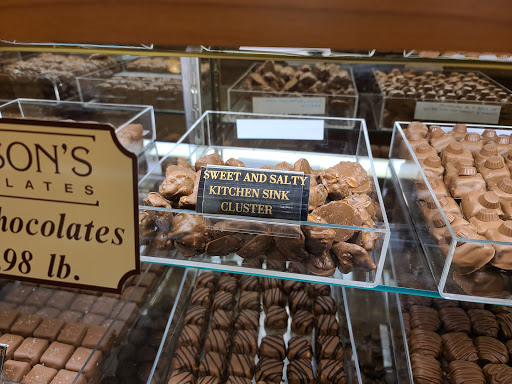 SON'S
LATES
hocolates
.98 lb.
SWEET AND SALTY
KITCHEN SINK
CLUSTER